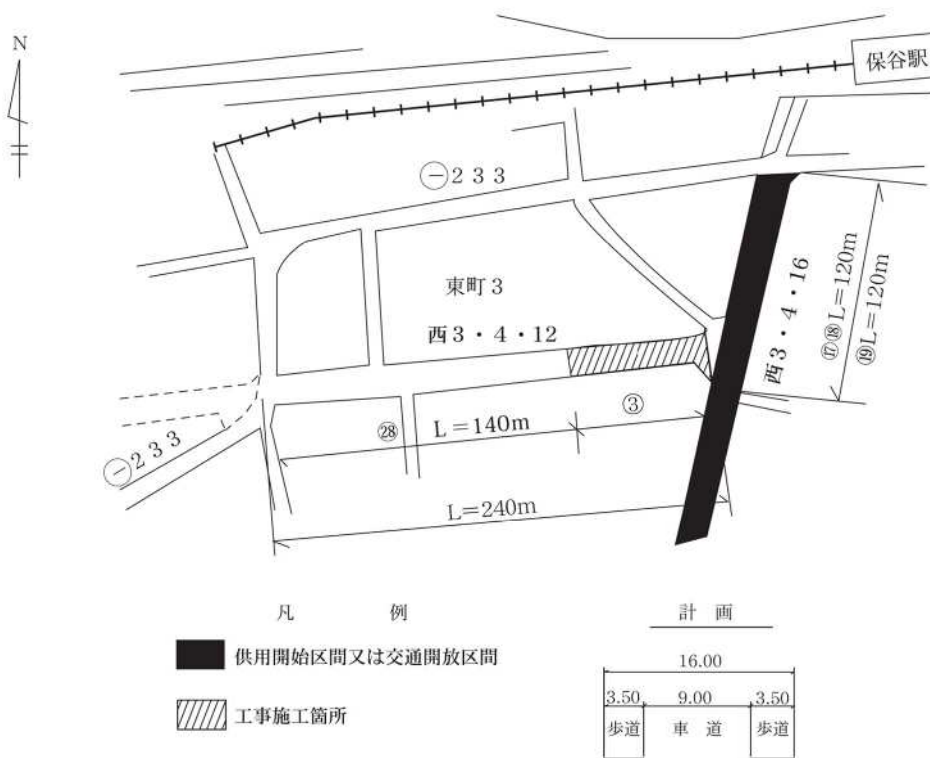 N
保谷駅
㊀233
東町3
西3・4・12
西3・4・16
⑰⑱L=120m
⑲L=120m
③
㉘
L=140m
㊀233
L=240m
凡 例
供用開始区間又は交通開放区間
工事施工箇所
計 画
16.00
3.50 9.00 3.50
歩道 車 道 歩道